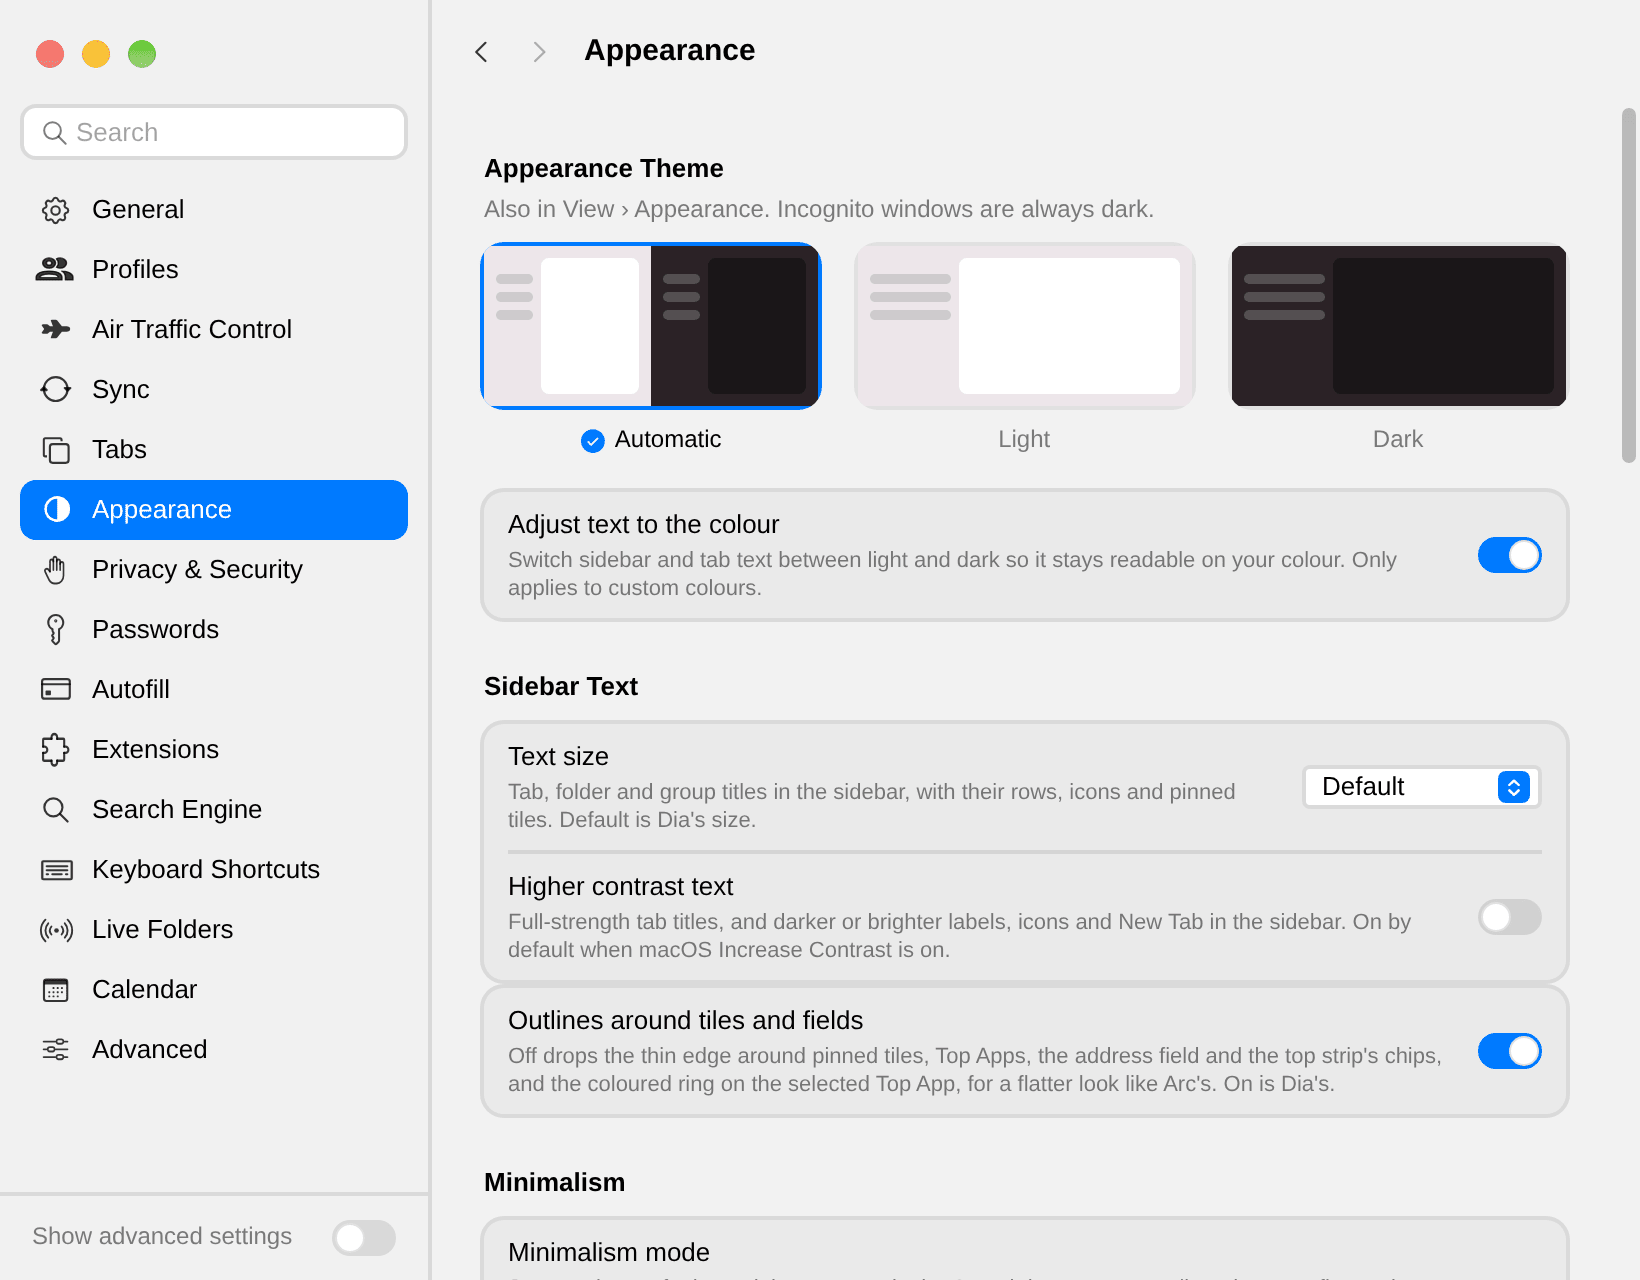 Appearance
Search
General
Profiles
Air Traffic Control
Sync
Tabs
Appearance
Privacy & Security
Passwords
Autofill
Extensions
Search Engine
Keyboard Shortcuts
Live Folders
Calendar
Advanced
Show advanced settings
Appearance Theme
Also in View › Appearance. Incognito windows are always dark.
Automatic
Light
Dark
Adjust text to the colour
Switch sidebar and tab text between light and dark so it stays readable on your colour. Only
applies to custom colours.
Sidebar Text
Text size
Tab, folder and group titles in the sidebar, with their rows, icons and pinned
tiles. Default is Dia's size.
Default
Higher contrast text
Full-strength tab titles, and darker or brighter labels, icons and New Tab in the sidebar. On by
default when macOS Increase Contrast is on.
Outlines around tiles and fields
Off drops the thin edge around pinned tiles, Top Apps, the address field and the top strip's chips,
and the coloured ring on the selected Top App, for a flatter look like Arc's. On is Dia's.
Minimalism
Minimalism mode